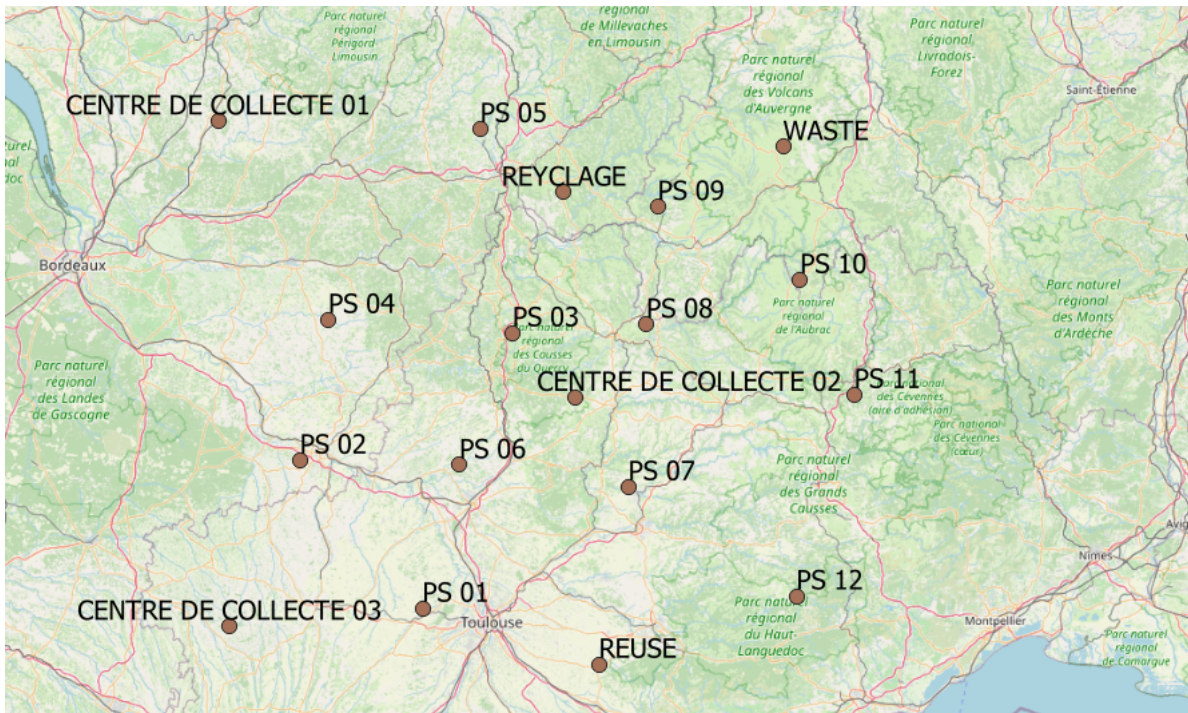 Parc naturel
régional
Périgord
Limousin
régional
de Millevaches
en Limousin
Parc naturel
régional
des Volcans
d'Auvergne
Parc naturel
régional
Livradois-
Forez
Saint-Étienne
CENTRE DE COLLECTE 01
PS 05
WASTE
REYCLAGE
PS 09
Bordeaux
PS 10
Parc naturel
régional
de l'Aubrac
Parc naturel
régional
des Monts
d'Ardèche
PS 04
PS 03
Parc naturel
régional
des Causses
du Quercy
PS 08
Parc naturel
régional
des Landes
de Gascogne
CENTRE DE COLLECTE 02
PS 11
Parc national
des Cévennes
(aire d'adhésion)
Parc national
des Cévennes
cœur)
PS 02
PS 06
PS 07
Parc naturel
régional
des Grands
Causses
Nîmes
PS 01
CENTRE DE COLLECTE 03
Toulouse
PS 12
Parc naturel
régional
du Haut-
Languedoc
Montpellier
Parc naturel
régional
de Camargue
REUSE